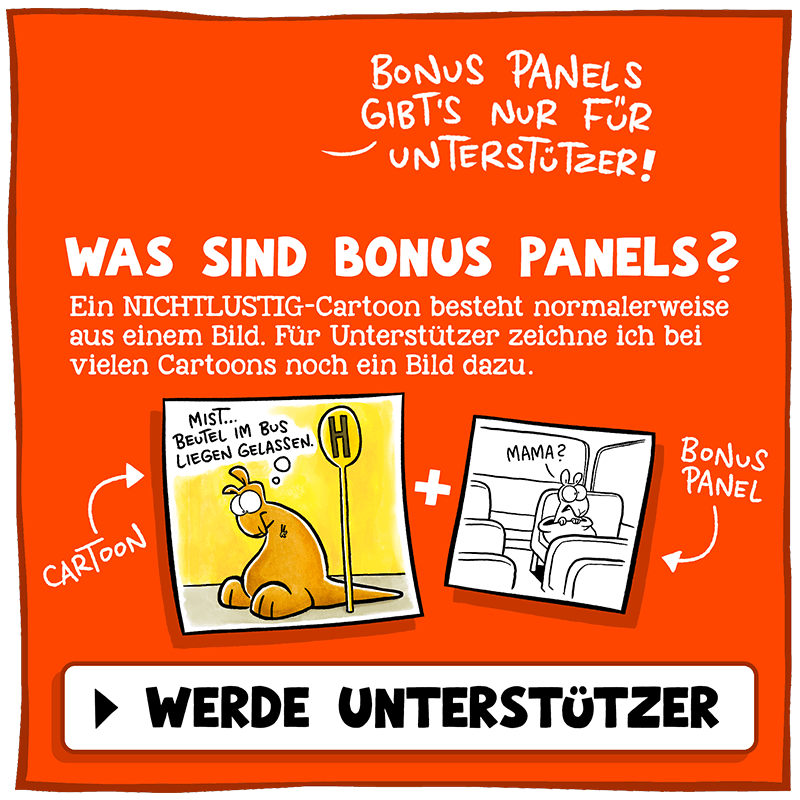 BONUS PANELS
GIBT'S NUR FÜR
UNTERSTÜTZER!
WAS SIND BONUS PANELS?
Ein NICHTLUSTIG-Cartoon besteht normalerweise
aus einem Bild. Für Unterstützer zeichne ich bei
vielen Cartoons noch ein Bild dazu.
MIST...
BEUTEL IM BUS
LIEGEN GELASSEN.
H
CARTOON
+
MAMA?
BONUS
PANEL
WERDE UNTERSTÜTZER